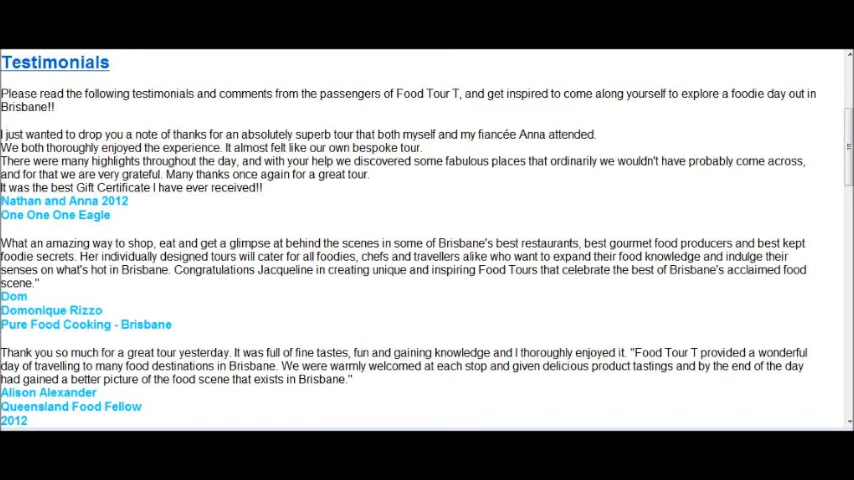 Testimonials
Please read the following testimonials and comments from the passengers of Food Tour T, and get inspired to come along yourself to explore a foodie day out in
Brisbane!!
I just wanted to drop you a note of thanks for an absolutely superb tour that both myself and my fiancée Anna attended.
We both thoroughly enjoyed the experience. It almost felt like our own bespoke tour.
There were many highlights throughout the day, and with your help we discovered some fabulous places that ordinarily we wouldn't have probably come across,
and for that we are very grateful. Many thanks once again for a great tour.
It was the best Gift Certificate I have ever received!!
Nathan and Anna 2012
One One One Eagle
What an amazing way to shop, eat and get a glimpse at behind the scenes in some of Brisbane's best restaurants, best gourmet food producers and best kept
foodie secrets. Her individually designed tours will cater for all foodies, chefs and travellers alike who want to expand their food knowledge and indulge their
senses on what's hot in Brisbane. Congratulations Jacqueline in creating unique and inspiring Food Tours that celebrate the best of Brisbane's acclaimed food
scene."
Dom
Domonique Rizzo
Pure Food Cooking - Brisbane
Thank you so much for a great tour yesterday. It was full of fine tastes, fun and gaining knowledge and I thoroughly enjoyed it. "Food Tour T provided a wonderful
day of travelling to many food destinations in Brisbane. We were warmly welcomed at each stop and given delicious product tastings and by the end of the day
had gained a better picture of the food scene that exists in Brisbane."
Alison Alexander
Queensland Food Fellow
2012